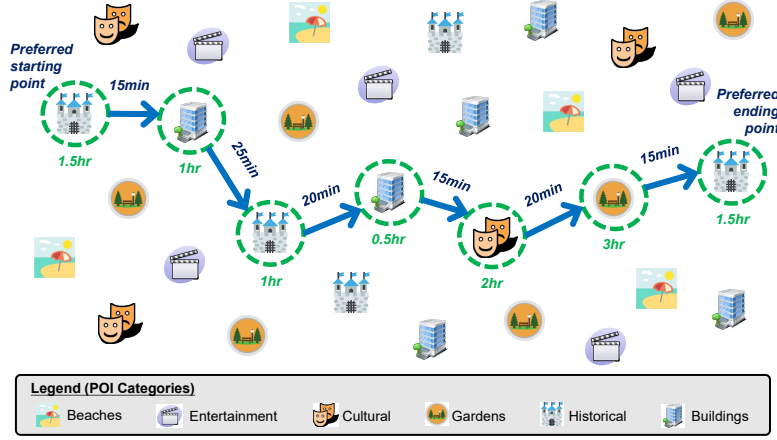 Preferred
starting
point
15min
1.5hr
1hr
25min
1hr
20min
0.5hr
15min
2hr
20min
3hr
15min
Preferred
ending
point
1.5hr
Legend (POI Categories)
Beaches
Entertainment
Cultural
Gardens
Historical
Buildings